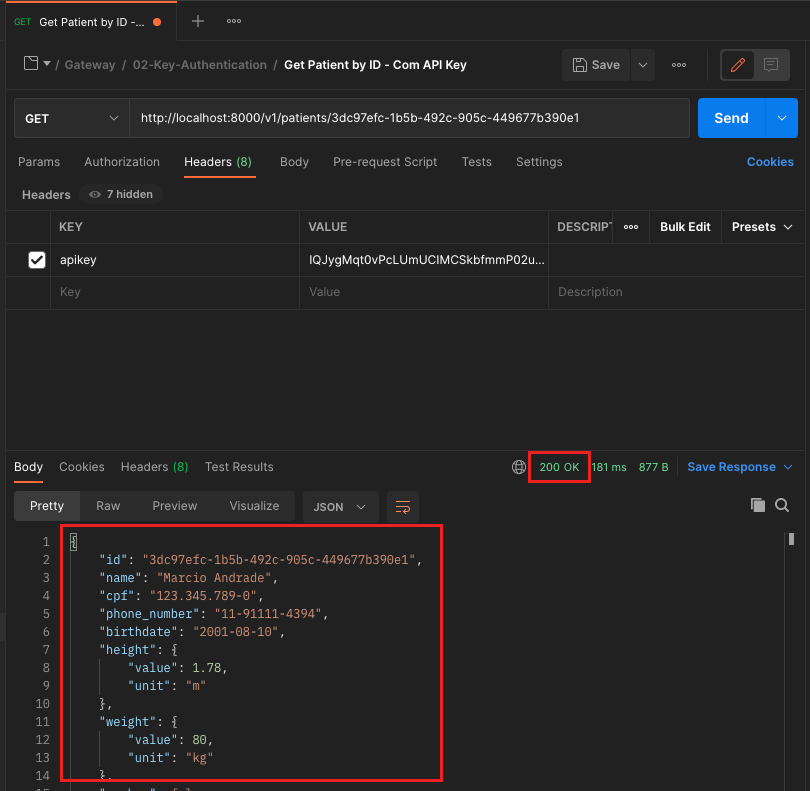 GET Get Patient by ID -...
/ Gateway / 02-Key-Authentication / Get Patient by ID - Com API Key
Save
GET
http://localhost:8000/v1/patients/3dc97efc-1b5b-492c-905c-449677b390e1
Send
Params Authorization Headers (8) Body Pre-request Script Tests Settings Cookies
Headers 7 hidden
KEY VALUE DESCRIPT Bulk Edit Presets
apikey IQJygMqt0vPcLUmUCIMCSkbfmmP02u...
Key Value Description
Body Cookies Headers (8) Test Results 200 OK 181 ms 877 B Save Response
Pretty Raw Preview Visualize JSON
1 {
2 "id": "3dc97efc-1b5b-492c-905c-449677b390e1",
3 "name": "Marcio Andrade",
4 "cpf": "123.345.789-0",
5 "phone_number": "11-91111-4394",
6 "birthdate": "2001-08-10",
7 "height": {
8 "value": 1.78,
9 "unit": "m"
10 },
11 "weight": {
12 "value": 80,
13 "unit": "kg"
14 },
15